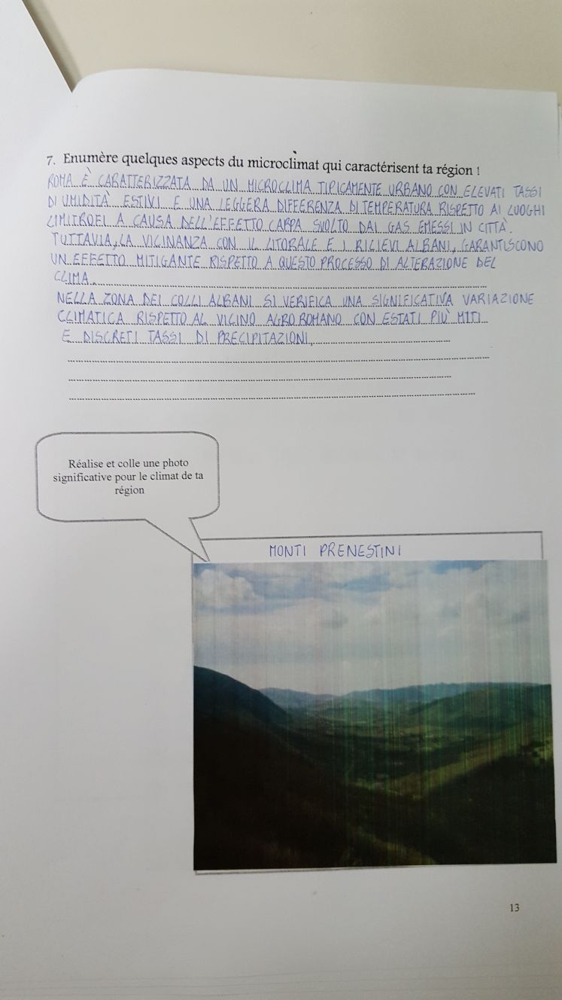 7. Enumère quelques aspects du microclimat qui caractérisent ta région !
ROMA È CARATTERIZZATA DA UN MICROCLIMA TIPICAMENTE URBANO CON ELEVATI TASSI
DI UMIDITÀ ESTIVI E UNA LEGGERA DIFFERENZA DI TEMPERATURA RISPETTO AI LUOGHI
LIMITROFI A CAUSA DELL'EFFETTO CAPPA SVOLTO DAI GAS EMESSI IN CITTÀ.
TUTTAVIA, LA VICINANZA CON IL LITORALE E I RILIEVI ALBANI, GARANTISCONO
UN EFFETTO MITIGANTE RISPETTO A QUESTO PROCESSO DI ALTERAZIONE DEL
CLIMA.
NELLA ZONA DEI COLLI ALBANI SI VERIFICA UNA SIGNIFICATIVA VARIAZIONE
CLIMATICA RISPETTO AL VICINO AGRO ROMANO CON ESTATI PIÙ MITI
E DISCRETI TASSI DI PRECIPITAZIONI.
Réalise et colle une photo
significative pour le climat de ta
région
MONTI PRENESTINI
13